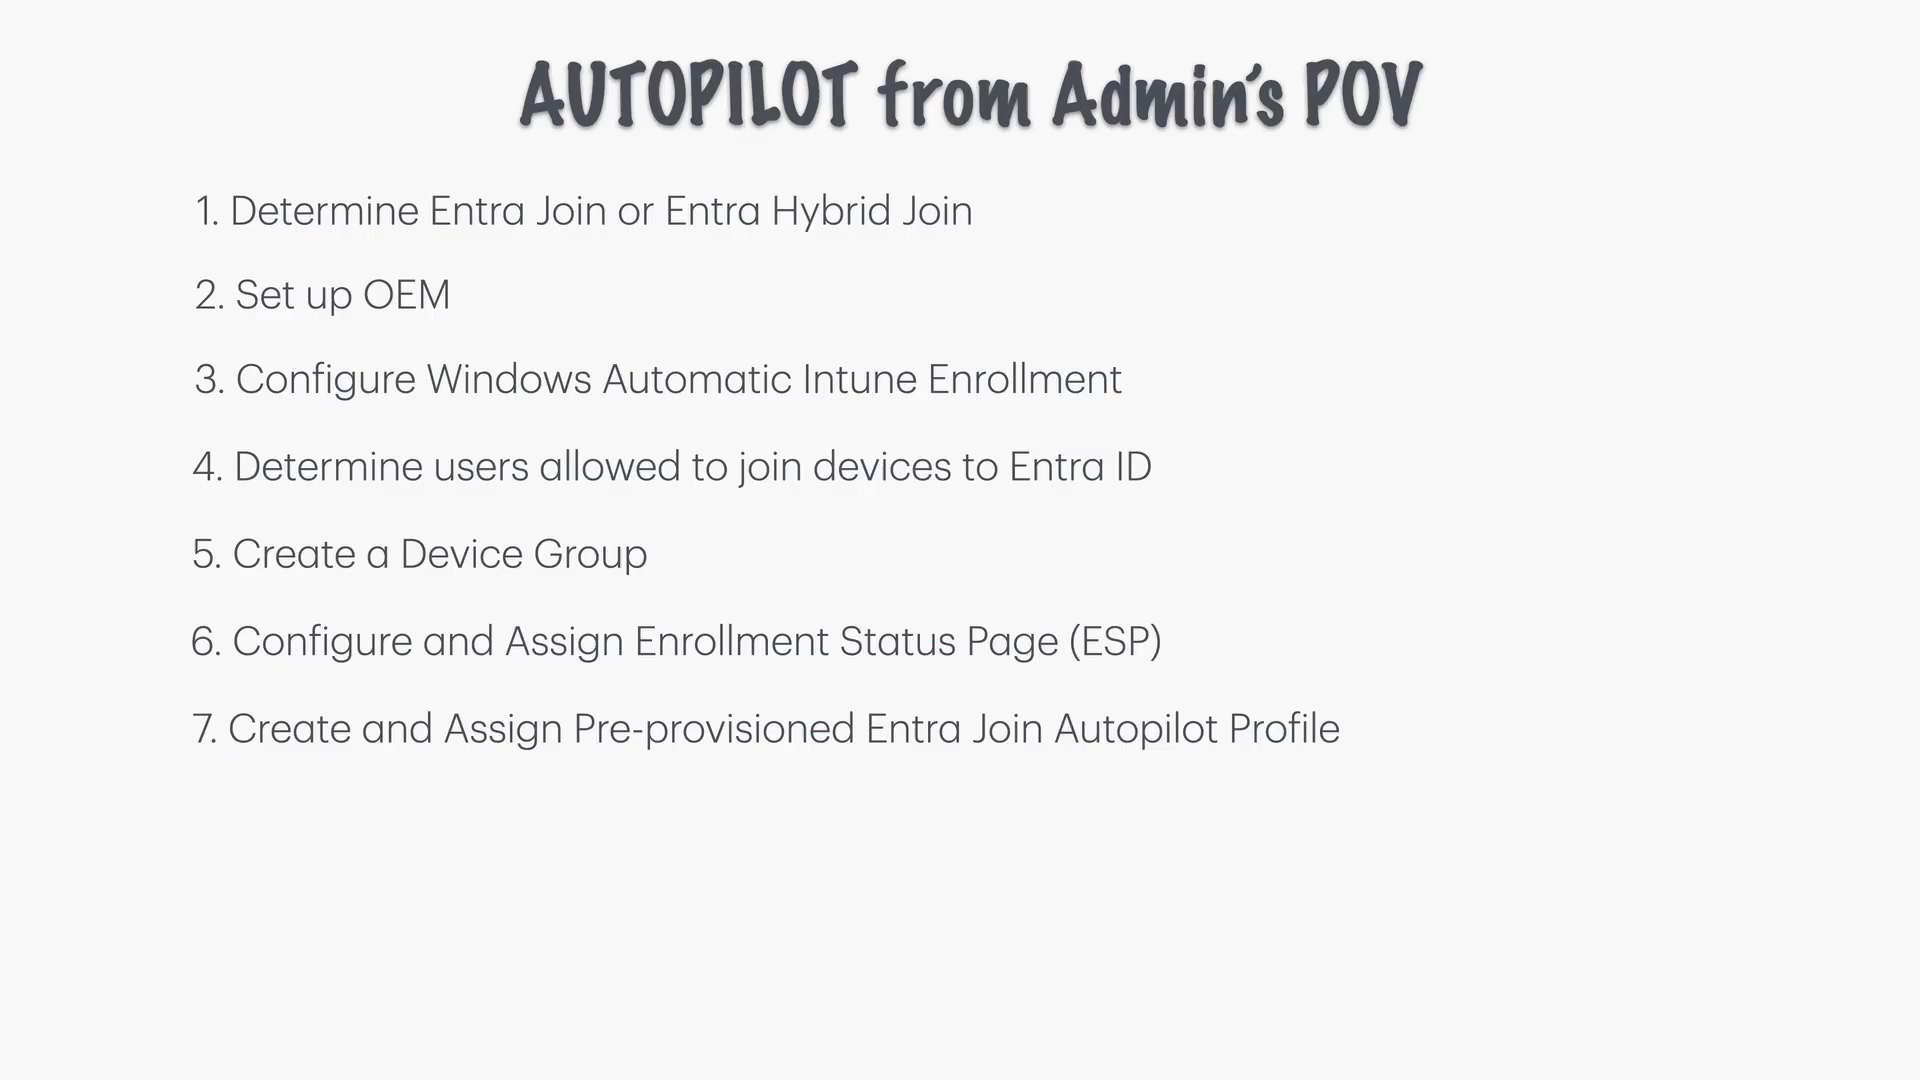 AUTOPILOT from Admin's POV
1. Determine Entra Join or Entra Hybrid Join
2. Set up OEM
3. Configure Windows Automatic Intune Enrollment
4. Determine users allowed to join devices to Entra ID
5. Create a Device Group
6. Configure and Assign Enrollment Status Page (ESP)
7. Create and Assign Pre-provisioned Entra Join Autopilot Profile